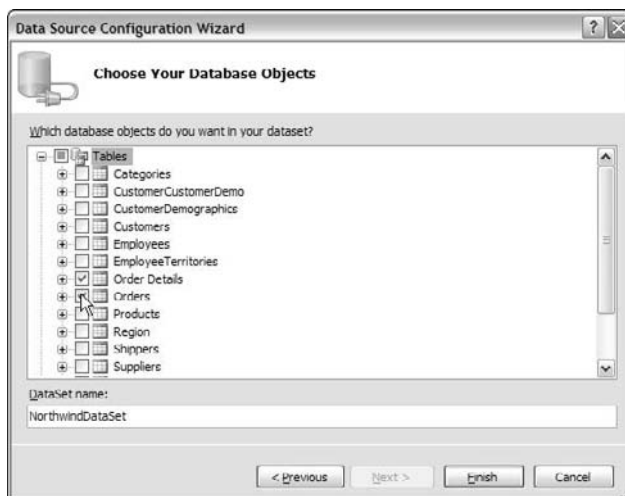 Data Source Configuration Wizard
?
Choose Your Database Objects
Which database objects do you want in your dataset?
Tables
Categories
CustomerCustomerDemo
CustomerDemographics
Customers
Employees
EmployeeTerritories
Order Details
Orders
Products
Region
Shippers
Suppliers
DataSet name:
NorthwindDataSet
< Previous Next > Finish Cancel